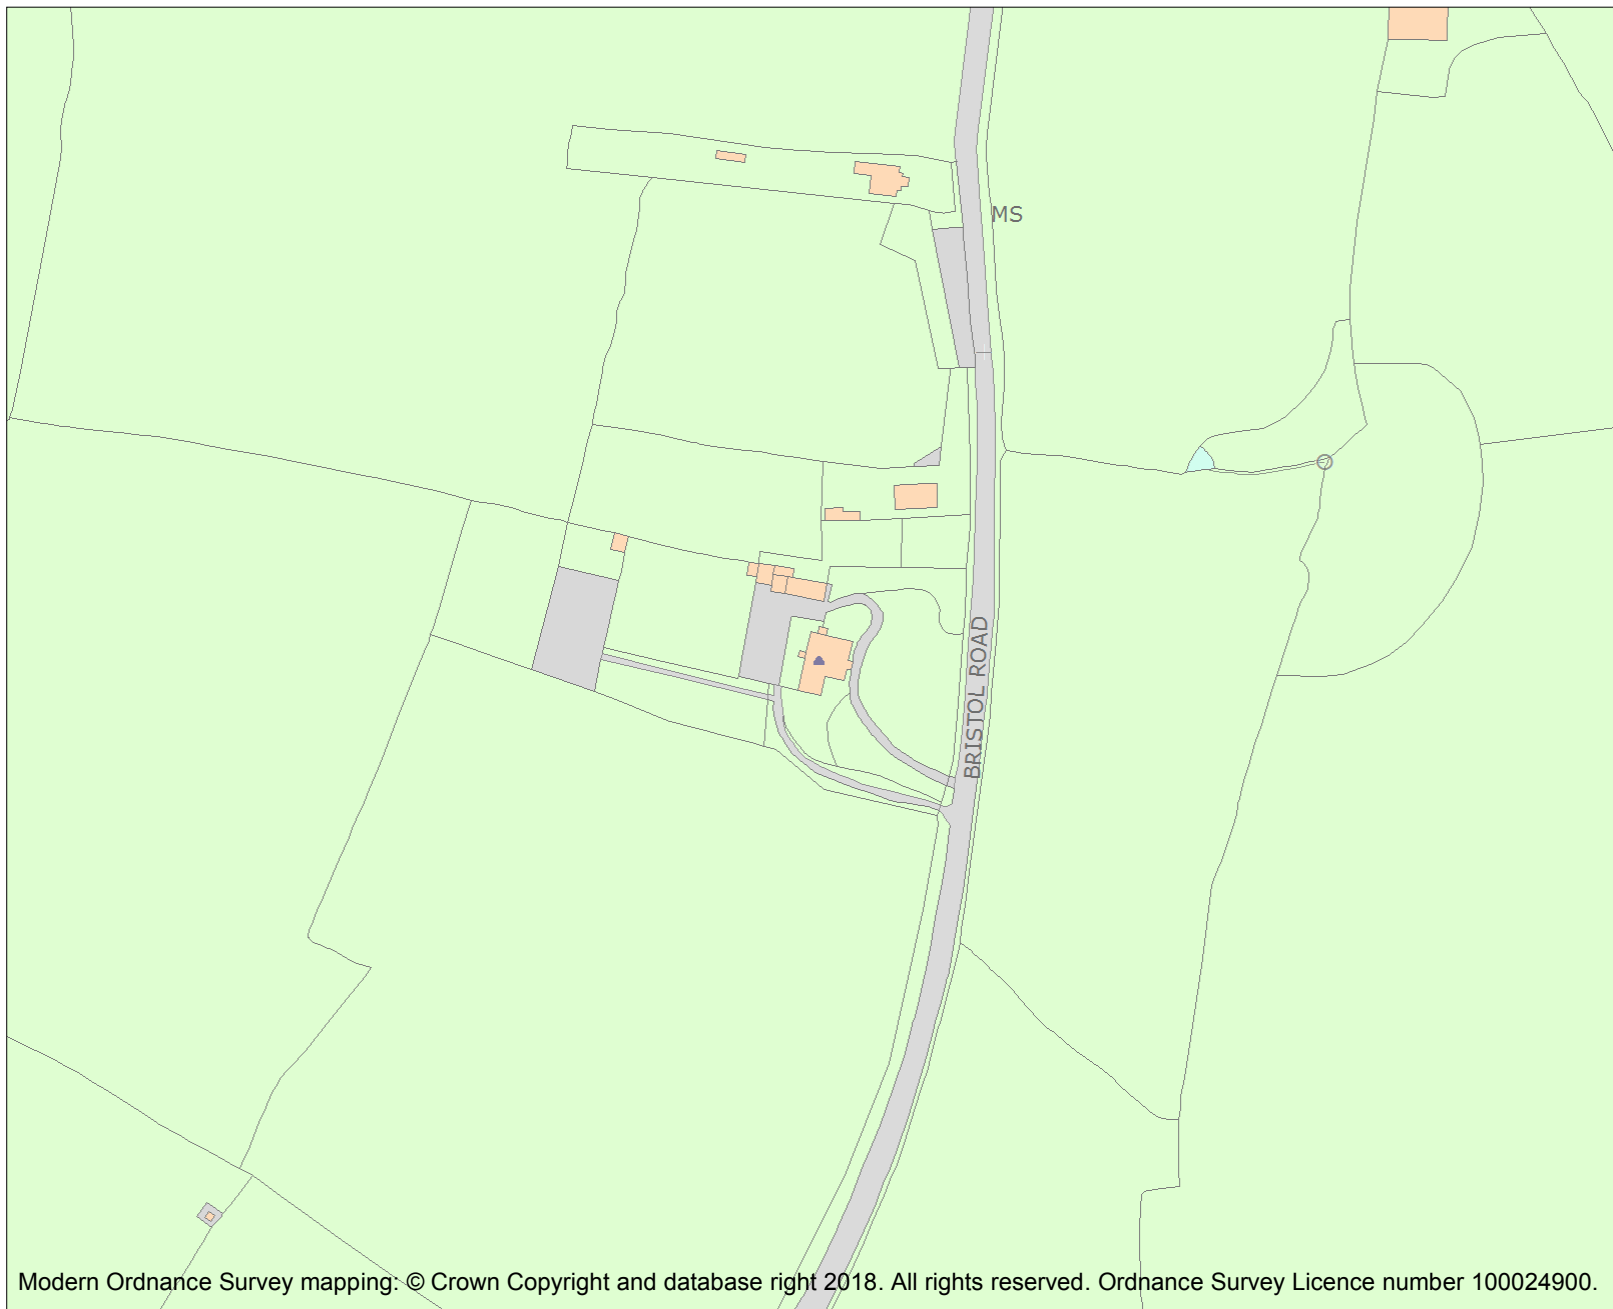 MS
BRISTOL ROAD
Modern Ordnance Survey mapping: © Crown Copyright and database right 2018. All rights reserved. Ordnance Survey Licence number 100024900.